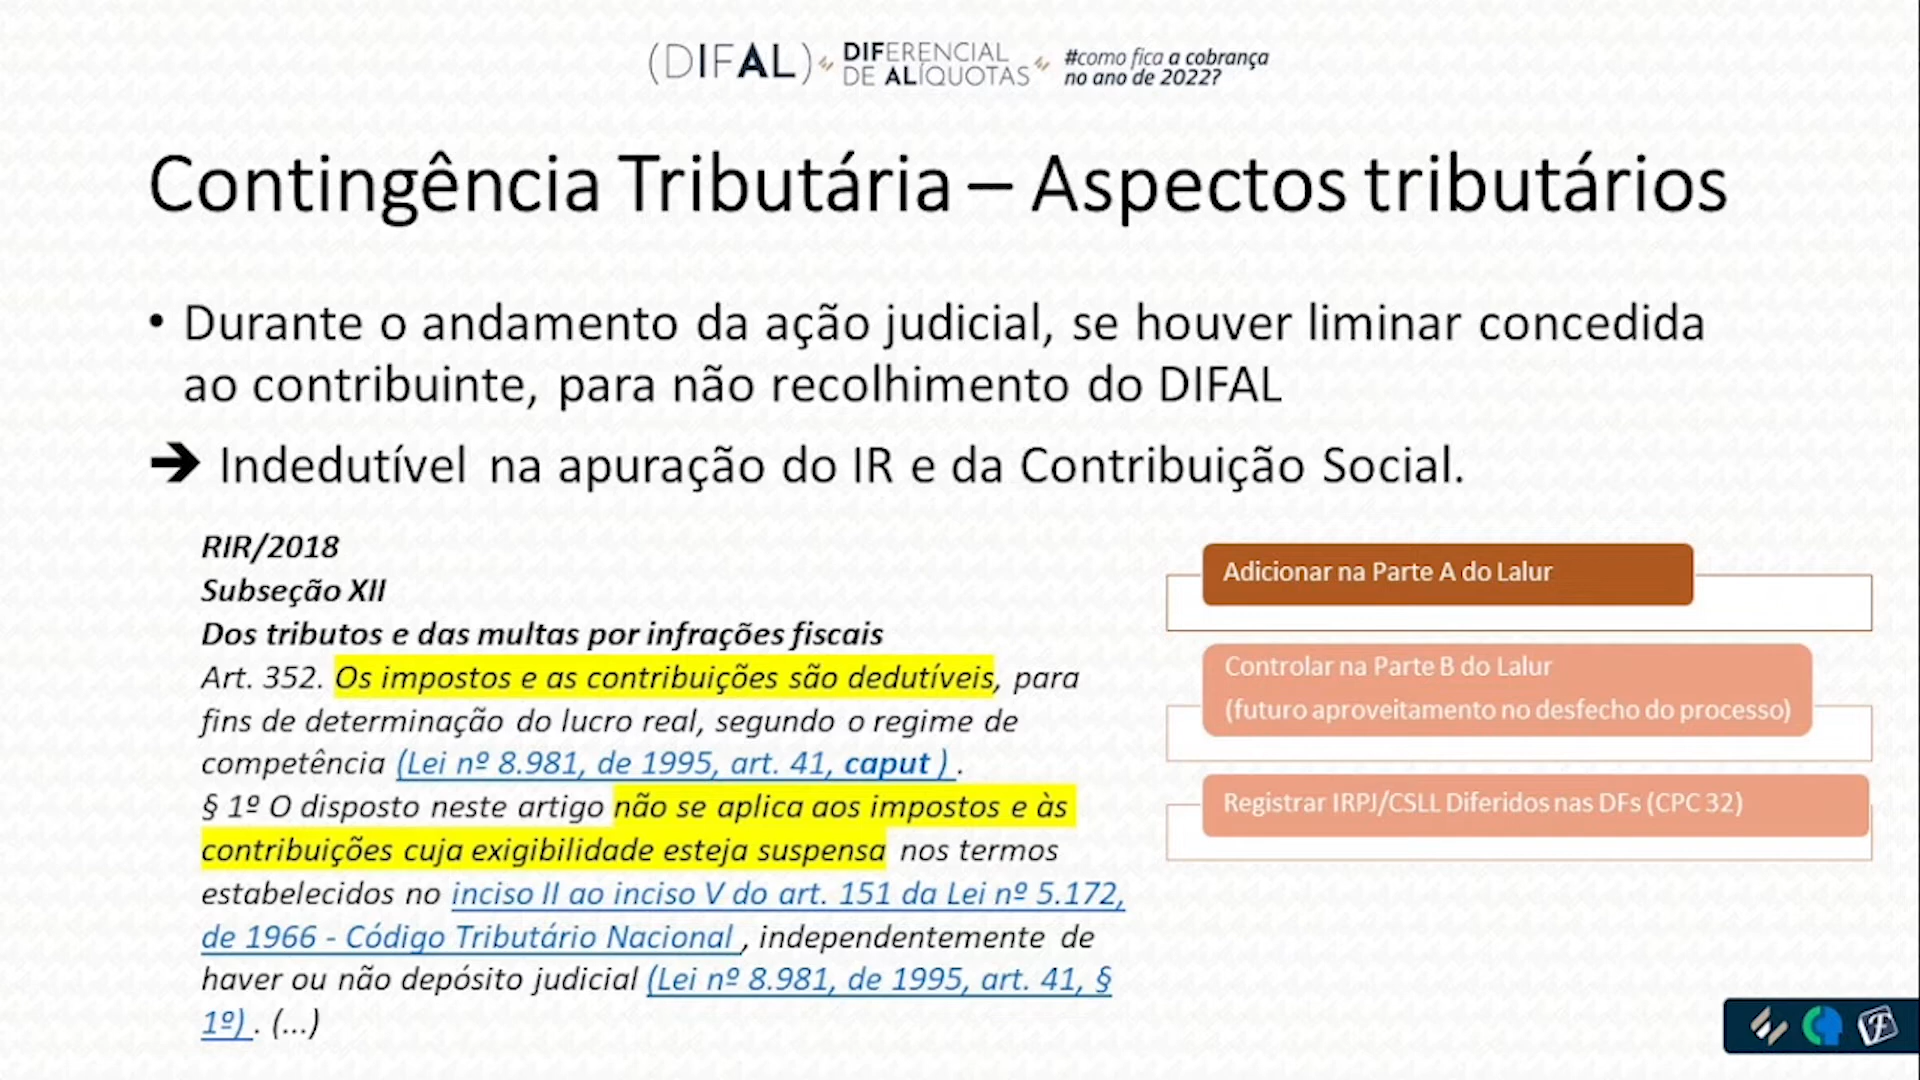 (DIFAL) DIFERENCIAL DE ALÍQUOTAS #como fica a cobrança no ano de 2022?
Contingência Tributária – Aspectos tributários
• Durante o andamento da ação judicial, se houver liminar concedida
ao contribuinte, para não recolhimento do DIFAL
➔ Indedutível na apuração do IR e da Contribuição Social.
RIR/2018
Subseção XII
Dos tributos e das multas por infrações fiscais
Art. 352. Os impostos e as contribuições são dedutíveis, para
fins de determinação do lucro real, segundo o regime de
competência (Lei nº 8.981, de 1995, art. 41, caput ) .
§ 1º O disposto neste artigo não se aplica aos impostos e às
contribuições cuja exigibilidade esteja suspensa nos termos
estabelecidos no inciso II ao inciso V do art. 151 da Lei nº 5.172,
de 1966 - Código Tributário Nacional , independentemente de
haver ou não depósito judicial (Lei nº 8.981, de 1995, art. 41, §
1º) . (...)
Adicionar na Parte A do Lalur
Controlar na Parte B do Lalur
(futuro aproveitamento no desfecho do processo)
Registrar IRPJ/CSLL Diferidos nas DFs (CPC 32)
F